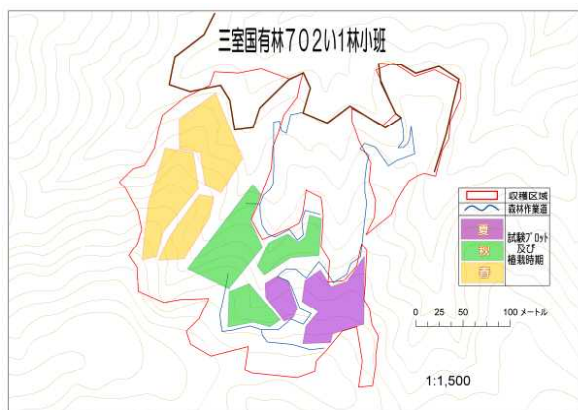 三室国有林702い1林小班
収穫区域
森林作業道
夏
秋
春
試験プロット
及び
植栽時期
0 25 50 100 メートル
1:1,500